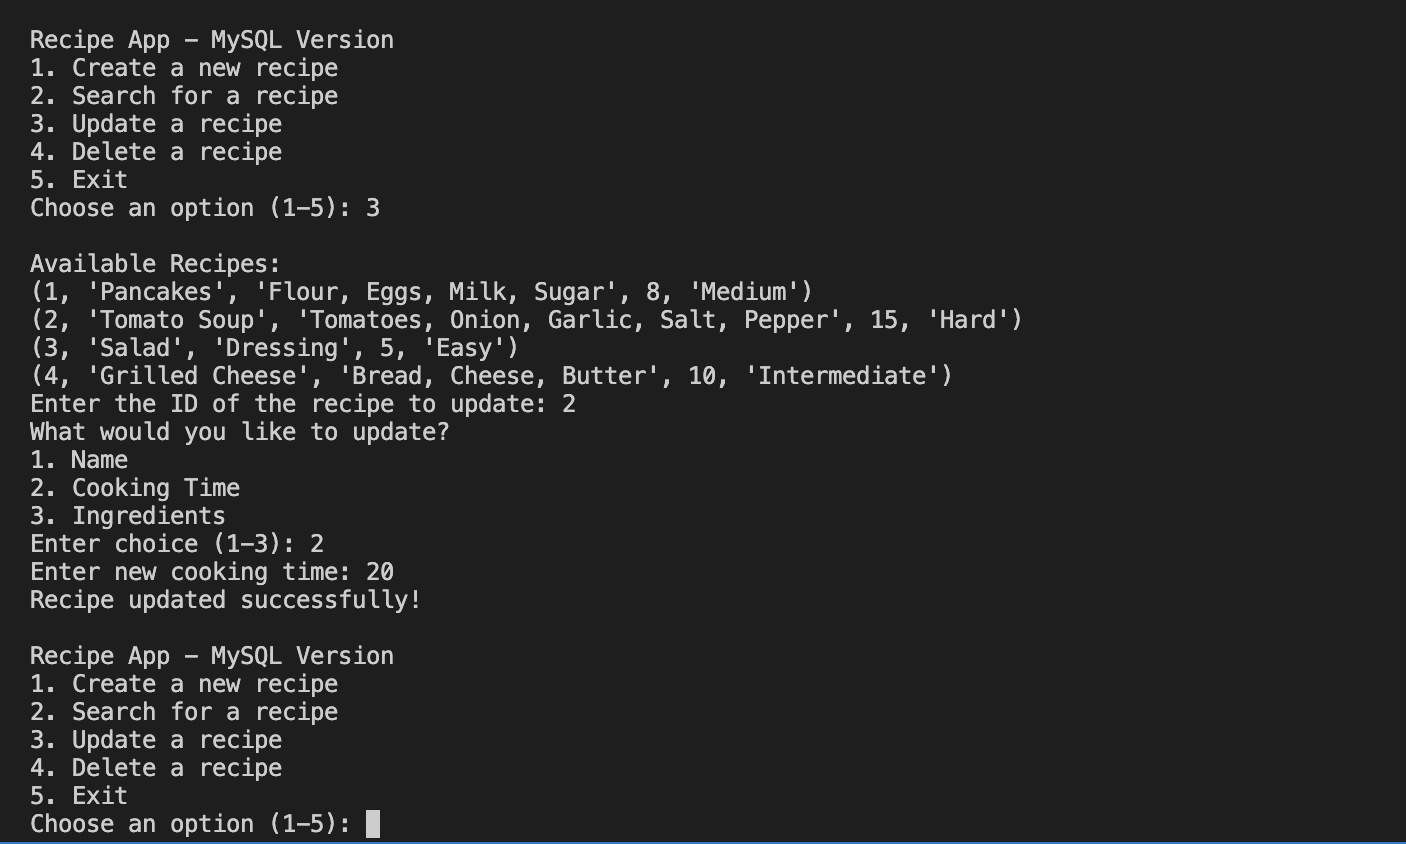 Recipe App – MySQL Version
1. Create a new recipe
2. Search for a recipe
3. Update a recipe
4. Delete a recipe
5. Exit
Choose an option (1–5): 3
Available Recipes:
(1, 'Pancakes', 'Flour, Eggs, Milk, Sugar', 8, 'Medium')
(2, 'Tomato Soup', 'Tomatoes, Onion, Garlic, Salt, Pepper', 15, 'Hard')
(3, 'Salad', 'Dressing', 5, 'Easy')
(4, 'Grilled Cheese', 'Bread, Cheese, Butter', 10, 'Intermediate')
Enter the ID of the recipe to update: 2
What would you like to update?
1. Name
2. Cooking Time
3. Ingredients
Enter choice (1–3): 2
Enter new cooking time: 20
Recipe updated successfully!
Recipe App – MySQL Version
1. Create a new recipe
2. Search for a recipe
3. Update a recipe
4. Delete a recipe
5. Exit
Choose an option (1–5):